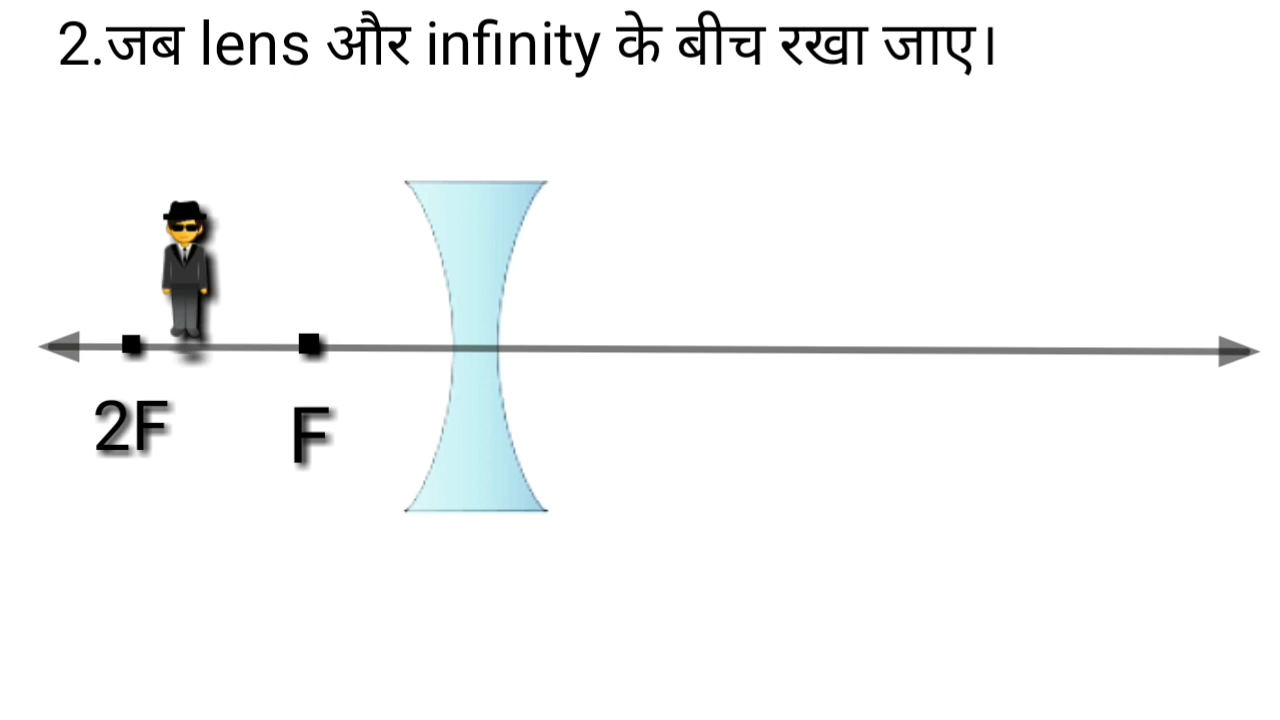 2.जब lens और infinity के बीच रखा जाए।
2F
F